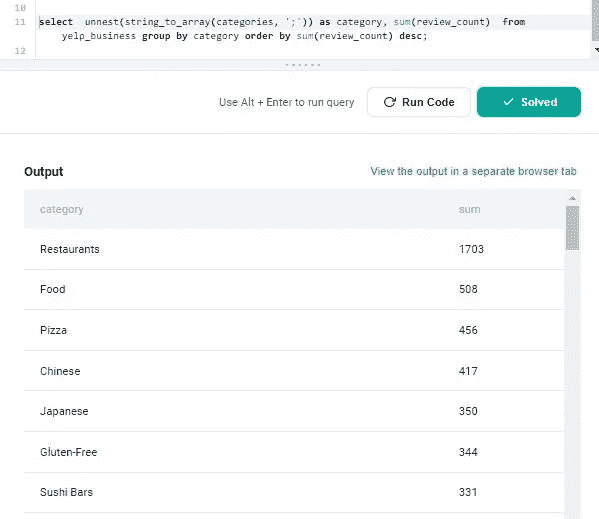 10
11 select  unnest(string_to_array(categories, ';')) as category, sum(review_count)  from
yelp_business group by category order by sum(review_count) desc;
12
Use Alt + Enter to run query Run Code Solved
Output View the output in a separate browser tab
category sum
Restaurants 1703
Food 508
Pizza 456
Chinese 417
Japanese 350
Gluten-Free 344
Sushi Bars 331